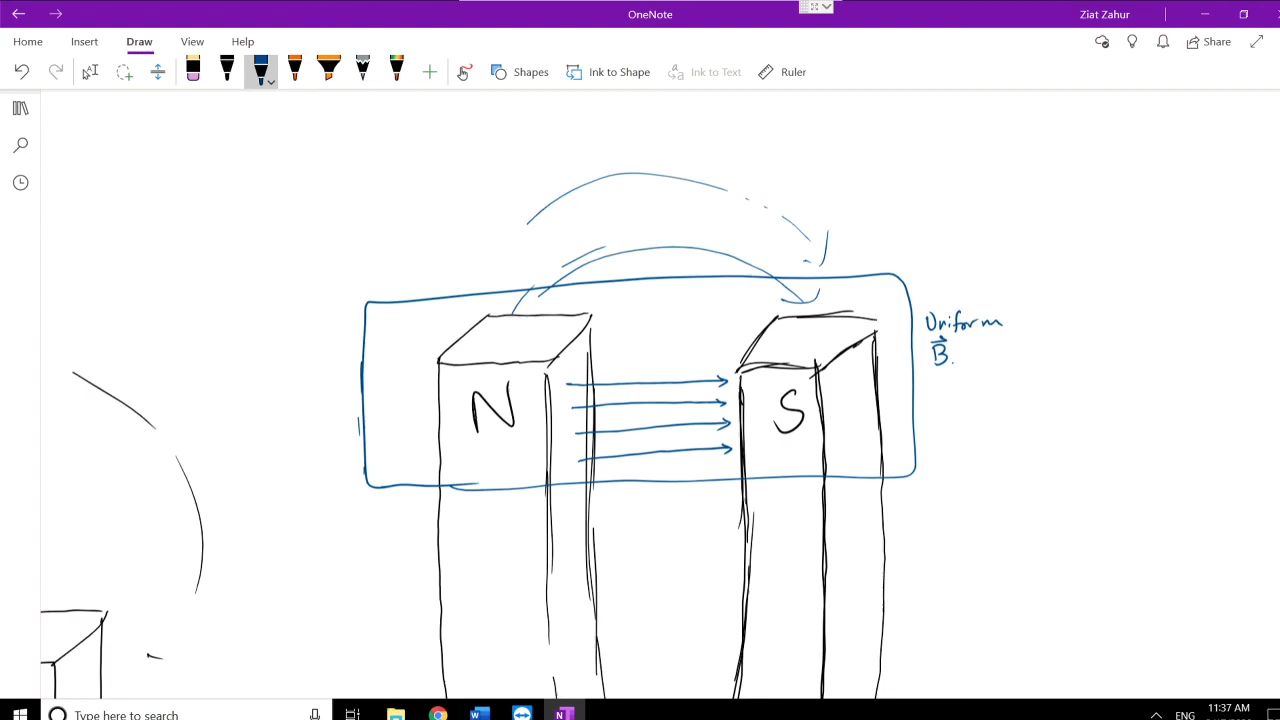 OneNote
Ziat Zahur
Home Insert Draw View Help
Share
Shapes
Ink to Shape
Ink to Text
Ruler
Uniform
B.
N
S
Type here to search
ENG
11:37 AM